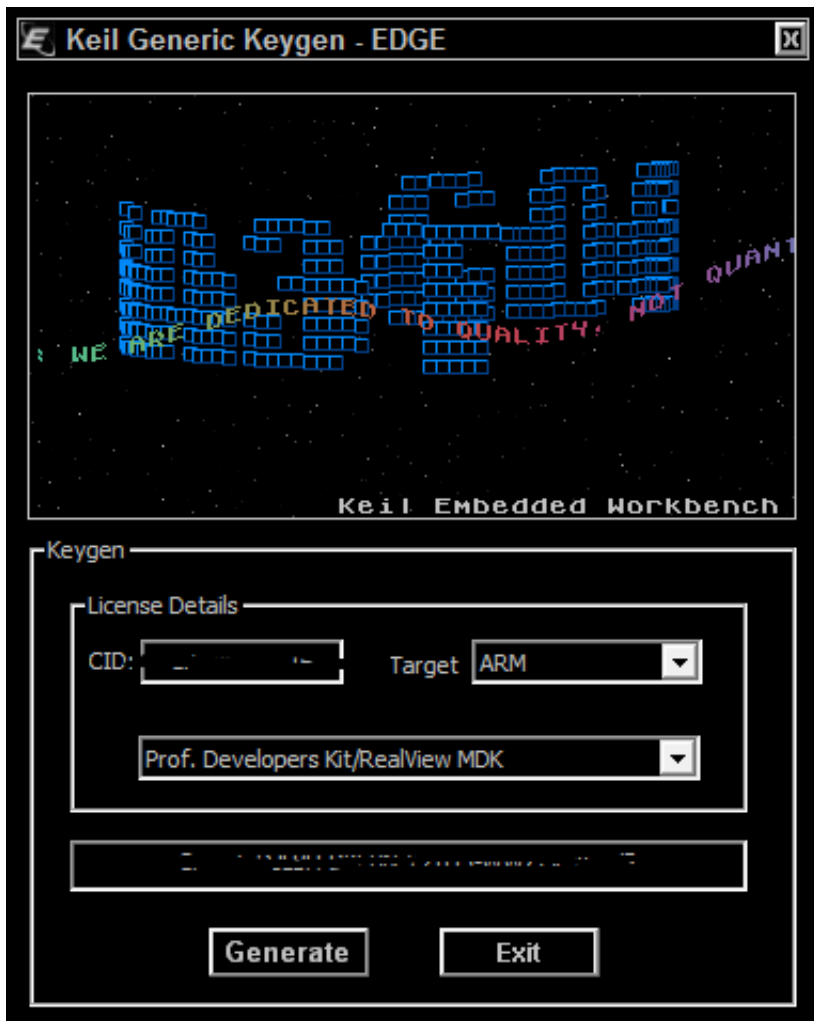 Keil Generic Keygen - EDGE
WE ARE DEDICATED TO QUALITY, NOT QUANT
Keil Embedded Workbench
Keygen
License Details
CID:
Target ARM
Prof. Developers Kit/RealView MDK
Generate Exit